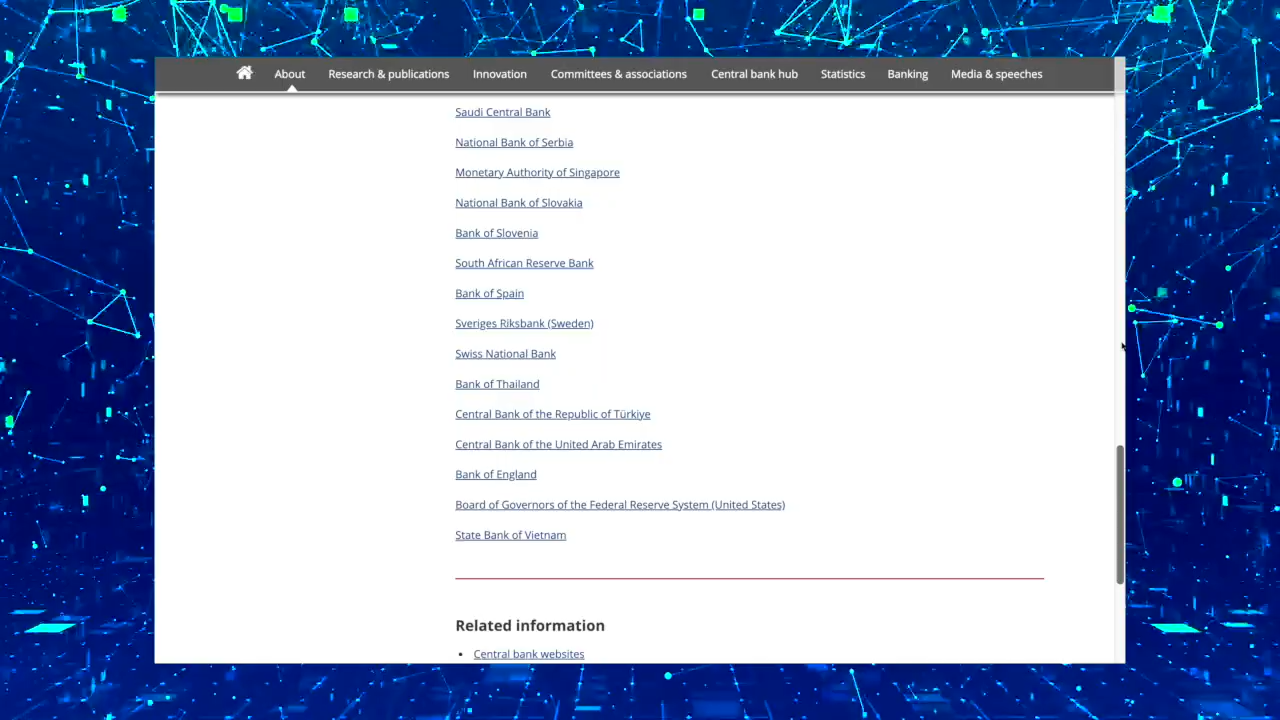 About Research & publications Innovation Committees & associations Central bank hub Statistics Banking Media & speeches
Saudi Central Bank
National Bank of Serbia
Monetary Authority of Singapore
National Bank of Slovakia
Bank of Slovenia
South African Reserve Bank
Bank of Spain
Sveriges Riksbank (Sweden)
Swiss National Bank
Bank of Thailand
Central Bank of the Republic of Türkiye
Central Bank of the United Arab Emirates
Bank of England
Board of Governors of the Federal Reserve System (United States)
State Bank of Vietnam
Related information
• Central bank websites